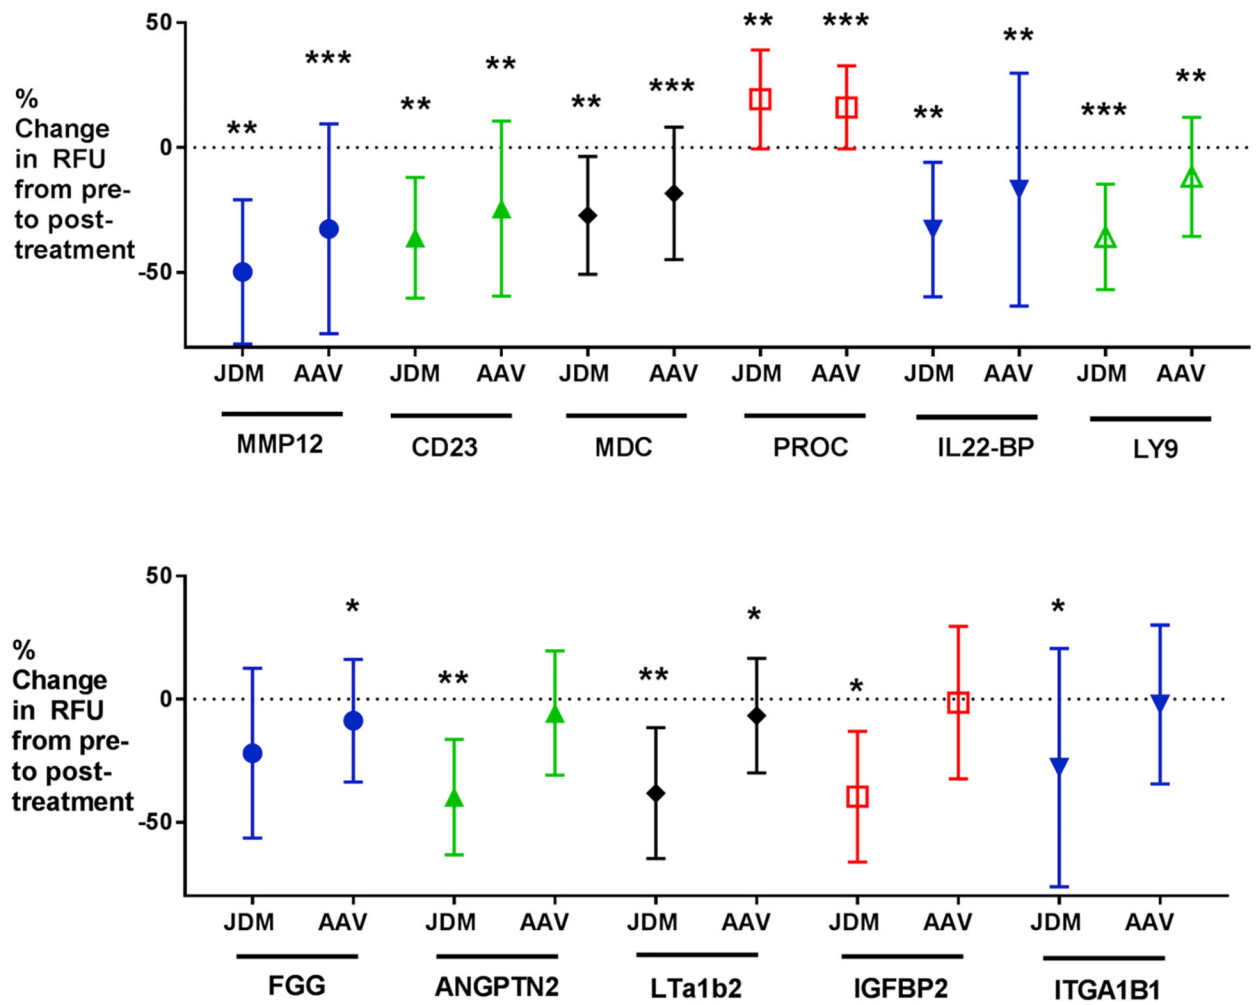 50
0
-50
%
Change
in RFU
from pre-
to post-
treatment
** *** ** ** ** *** ** *** ** ** *** **
JDM AAV JDM AAV JDM AAV JDM AAV JDM AAV JDM AAV
MMP12 CD23 MDC PROC IL22-BP LY9
50
0
-50
%
Change
in RFU
from pre-
to post-
treatment
* ** ** * * *
JDM AAV JDM AAV JDM AAV JDM AAV JDM AAV
FGG ANGPTN2 LTa1b2 IGFBP2 ITGA1B1